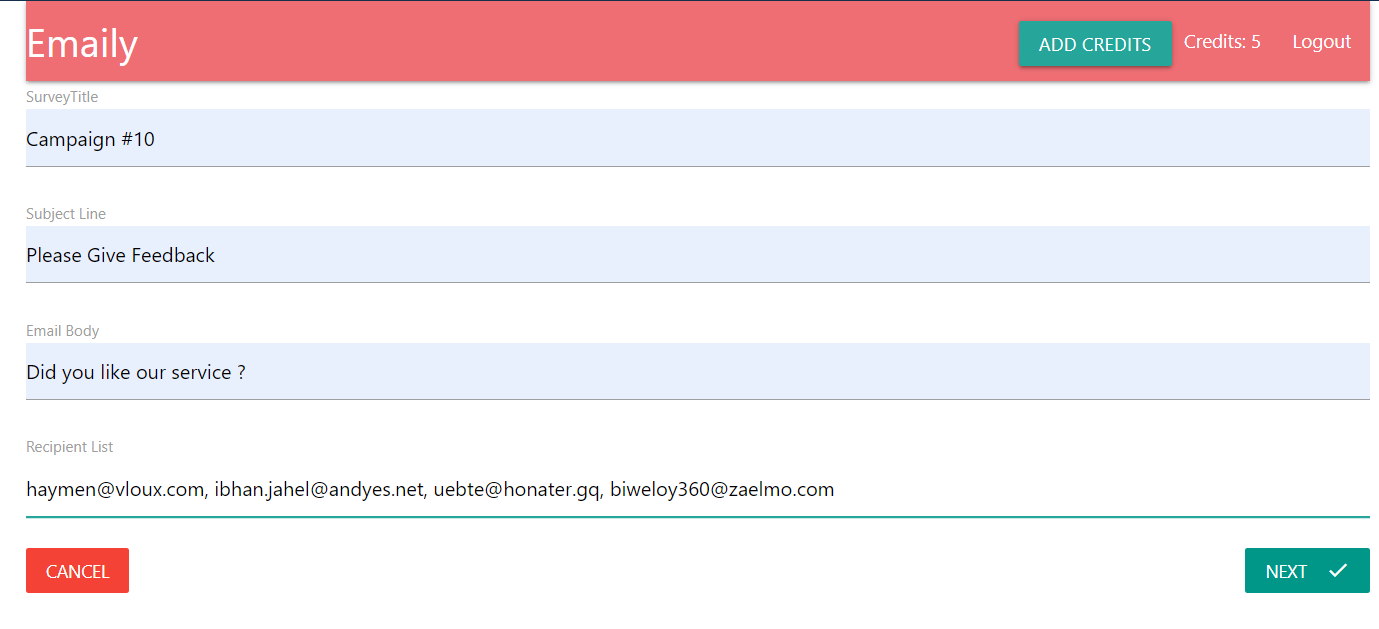 Emaily
ADD CREDITS Credits: 5 Logout
SurveyTitle
Campaign #10
Subject Line
Please Give Feedback
Email Body
Did you like our service ?
Recipient List
haymen@vloux.com, ibhan.jahel@andyes.net, uebte@honater.gq, biweloy360@zaelmo.com
CANCEL
NEXT